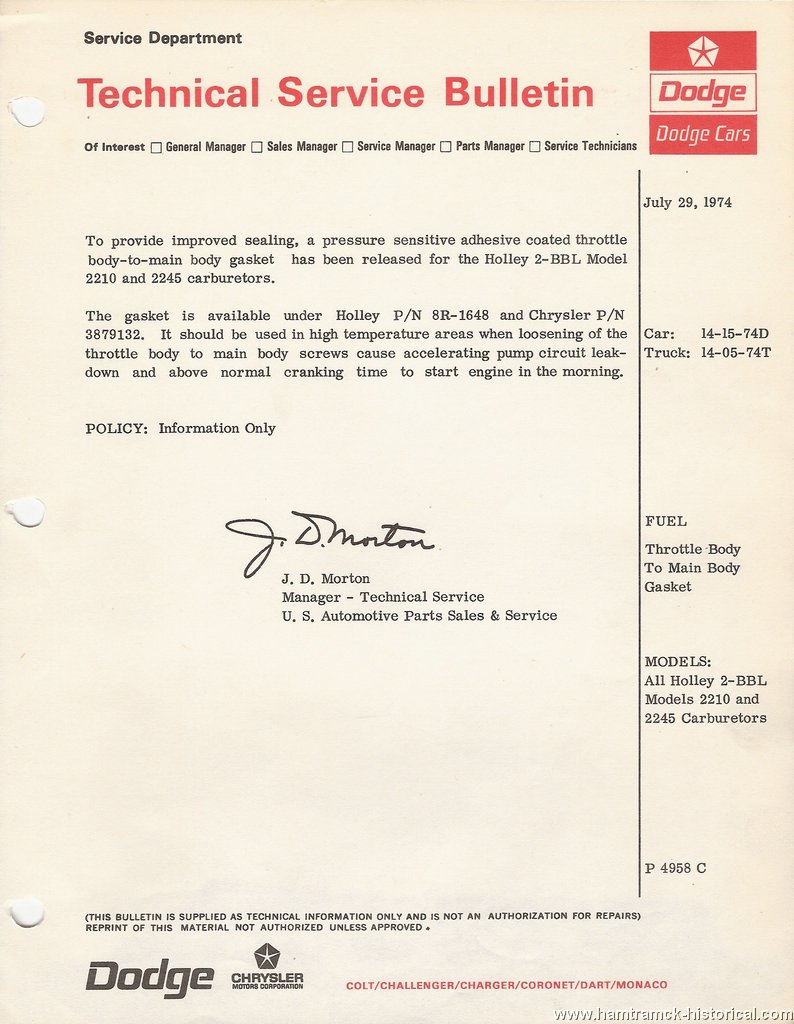 Service Department
Technical Service Bulletin
Dodge
Dodge Cars
Of Interest □ General Manager □ Sales Manager □ Service Manager □ Parts Manager □ Service Technicians
July 29, 1974
To provide improved sealing, a pressure sensitive adhesive coated throttle
body-to-main body gasket has been released for the Holley 2-BBL Model
2210 and 2245 carburetors.
The gasket is available under Holley P/N 8R-1648 and Chrysler P/N
3879132. It should be used in high temperature areas when loosening of the
throttle body to main body screws cause accelerating pump circuit leak-
down and above normal cranking time to start engine in the morning.
Car: 14-15-74D
Truck: 14-05-74T
POLICY: Information Only
J. D. Morton
J. D. Morton
Manager - Technical Service
U. S. Automotive Parts Sales & Service
FUEL
Throttle Body
To Main Body
Gasket
MODELS:
All Holley 2-BBL
Models 2210 and
2245 Carburetors
P 4958 C
(THIS BULLETIN IS SUPPLIED AS TECHNICAL INFORMATION ONLY AND IS NOT AN AUTHORIZATION FOR REPAIRS)
REPRINT OF THIS MATERIAL NOT AUTHORIZED UNLESS APPROVED.
Dodge
CHRYSLER
MOTORS CORPORATION
COLT/CHALLENGER/CHARGER/CORONET/DART/MONACO
www.hamtramck-historical.com